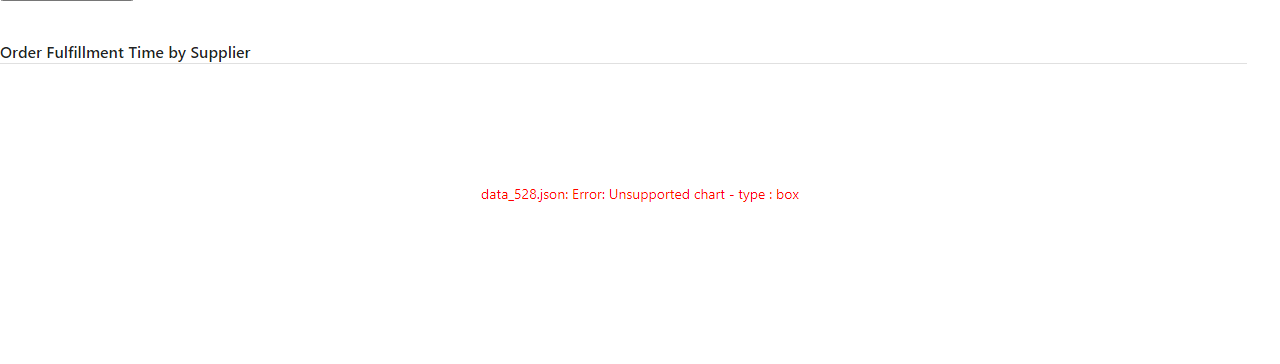 Order Fulfillment Time by Supplier
data_528.json: Error: Unsupported chart - type : box